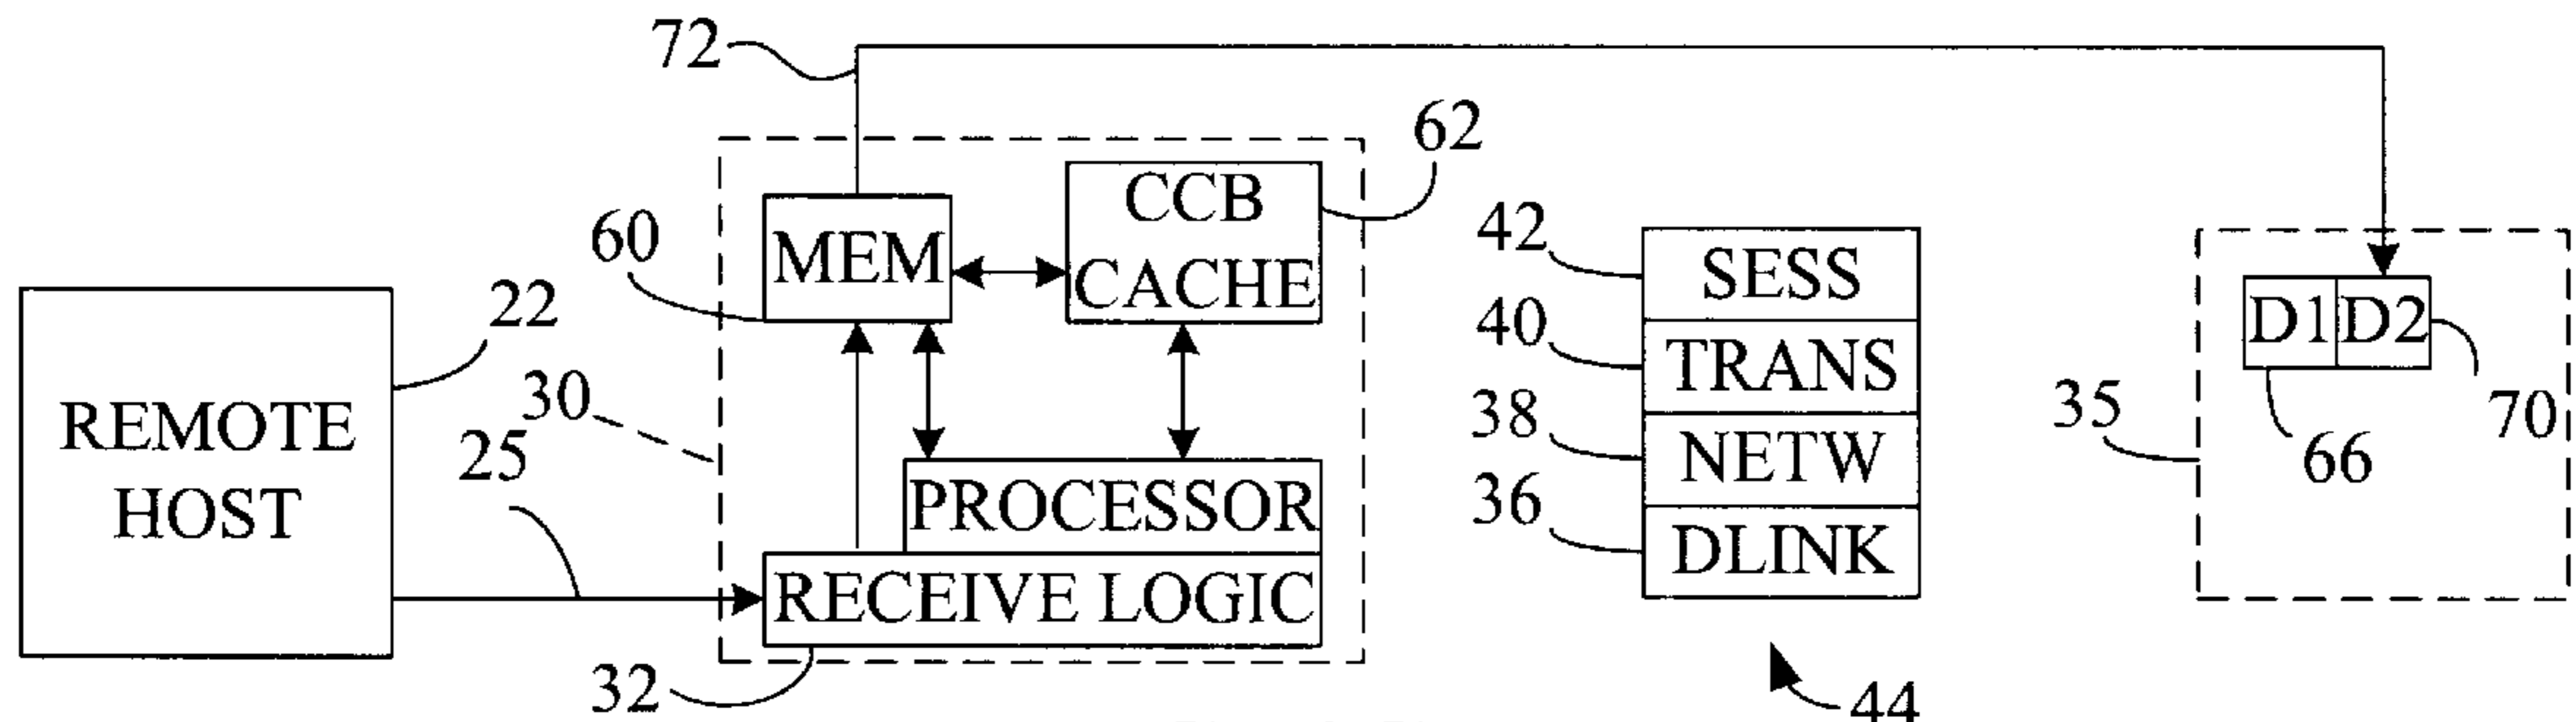 72
62
CCB
CACHE
MEM
60
42
SESS
40
TRANS
38
NETW
36
DLINK
44
D1
D2
70
66
35
22
REMOTE
HOST
25
30
PROCESSOR
RECEIVE LOGIC
32